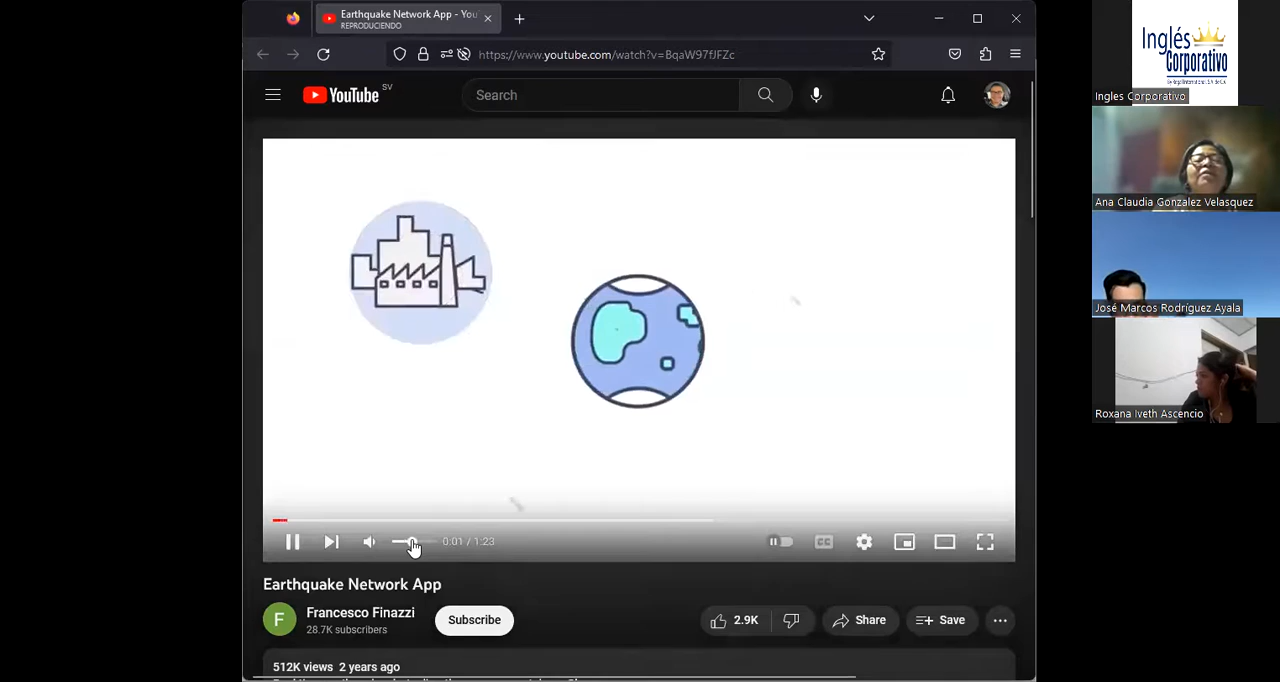 Earthquake Network App - You
REPRODUCIENDO
https://www.youtube.com/watch?v=BqaW97fJFZc
YouTube SV
Search
0:01 / 1:23
CC
Earthquake Network App
F
Francesco Finazzi
28.7K subscribers
Subscribe
2.9K
Share
Save
512K views 2 years ago
Inglés
Corporativo
Ingles Corporativo
Ana Claudia Gonzalez Velasquez
José Marcos Rodríguez Ayala
Roxana Iveth Ascencio